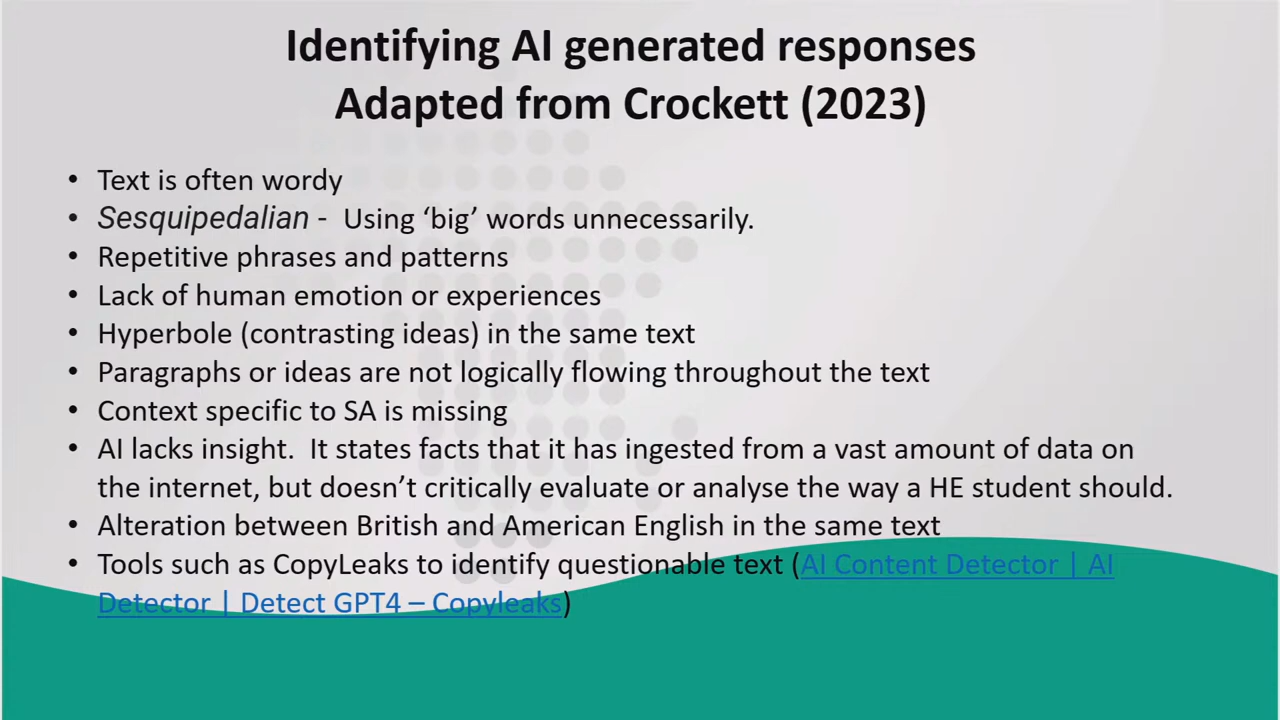 Identifying AI generated responses
Adapted from Crockett (2023)
• Text is often wordy
• Sesquipedalian - Using ‘big’ words unnecessarily.
• Repetitive phrases and patterns
• Lack of human emotion or experiences
• Hyperbole (contrasting ideas) in the same text
• Paragraphs or ideas are not logically flowing throughout the text
• Context specific to SA is missing
• AI lacks insight. It states facts that it has ingested from a vast amount of data on
the internet, but doesn’t critically evaluate or analyse the way a HE student should.
• Alteration between British and American English in the same text
• Tools such as CopyLeaks to identify questionable text (AI Content Detector | AI
Detector | Detect GPT4 – Copyleaks)